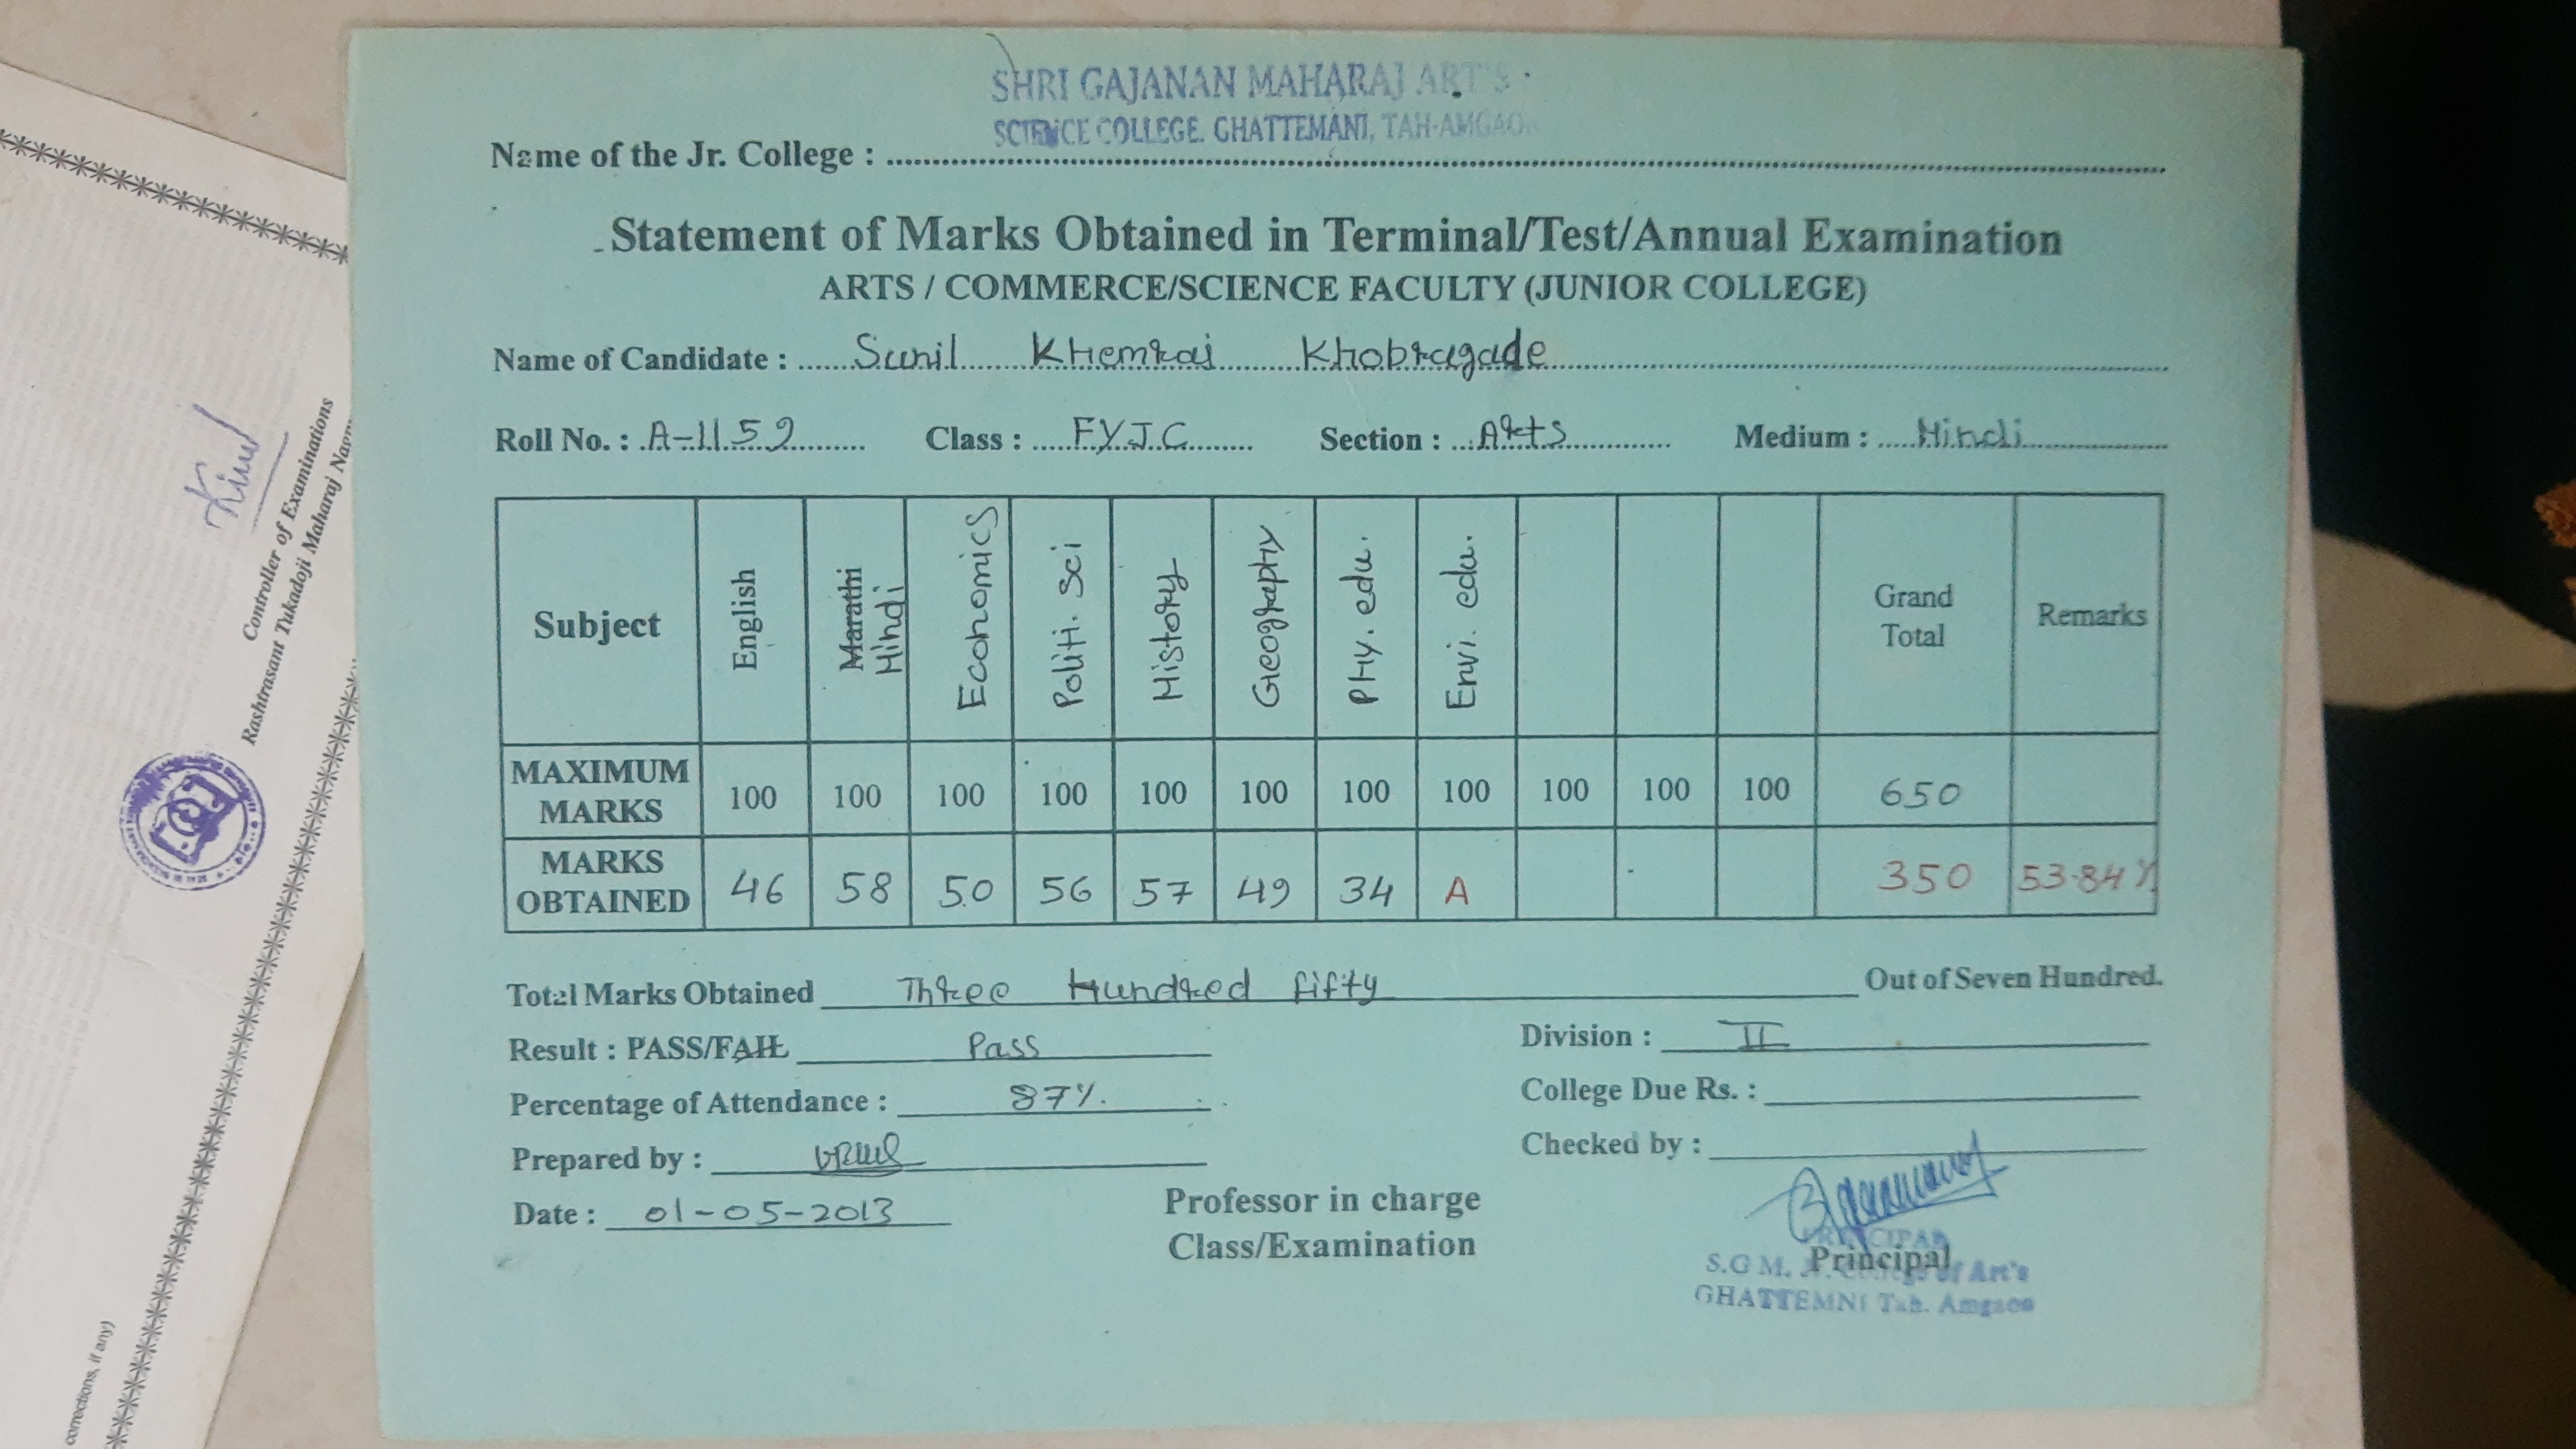 SHRI GAJANAN MAHARAJ ART'S
SCIENCE COLLEGE. GHATTEMANI, TAH-AMGAON
Name of the Jr. College :
Statement of Marks Obtained in Terminal/Test/Annual Examination
ARTS / COMMERCE/SCIENCE FACULTY (JUNIOR COLLEGE)
Name of Candidate : Sunil Khemraj Khobragade
Roll No. : A-1152 Class : F.Y.J.C. Section : Arts Medium : Hindi
Subject English Marathi Hindi Economics Politi. Sci History Geography Phy. edu. Envi. edu. Grand Total Remarks
MAXIMUM MARKS 100 100 100 100 100 100 100 100 100 100 100 650
MARKS OBTAINED 46 58 50 56 57 49 34 A 350 53.84%
Total Marks Obtained Three Hundred fifty Out of Seven Hundred.
Result : PASS/FAIL Pass Division : II
Percentage of Attendance : 87% College Due Rs. :
Prepared by : Checked by :
Date : 01-05-2013 Professor in charge
Class/Examination
PRINCIPAL
Principal
S.G M. College of Art's
GHATTEMNI Tah. Amgaon
Controller of Examinations
Rashtrasant Tukadoji Maharaj
corrections, if any)